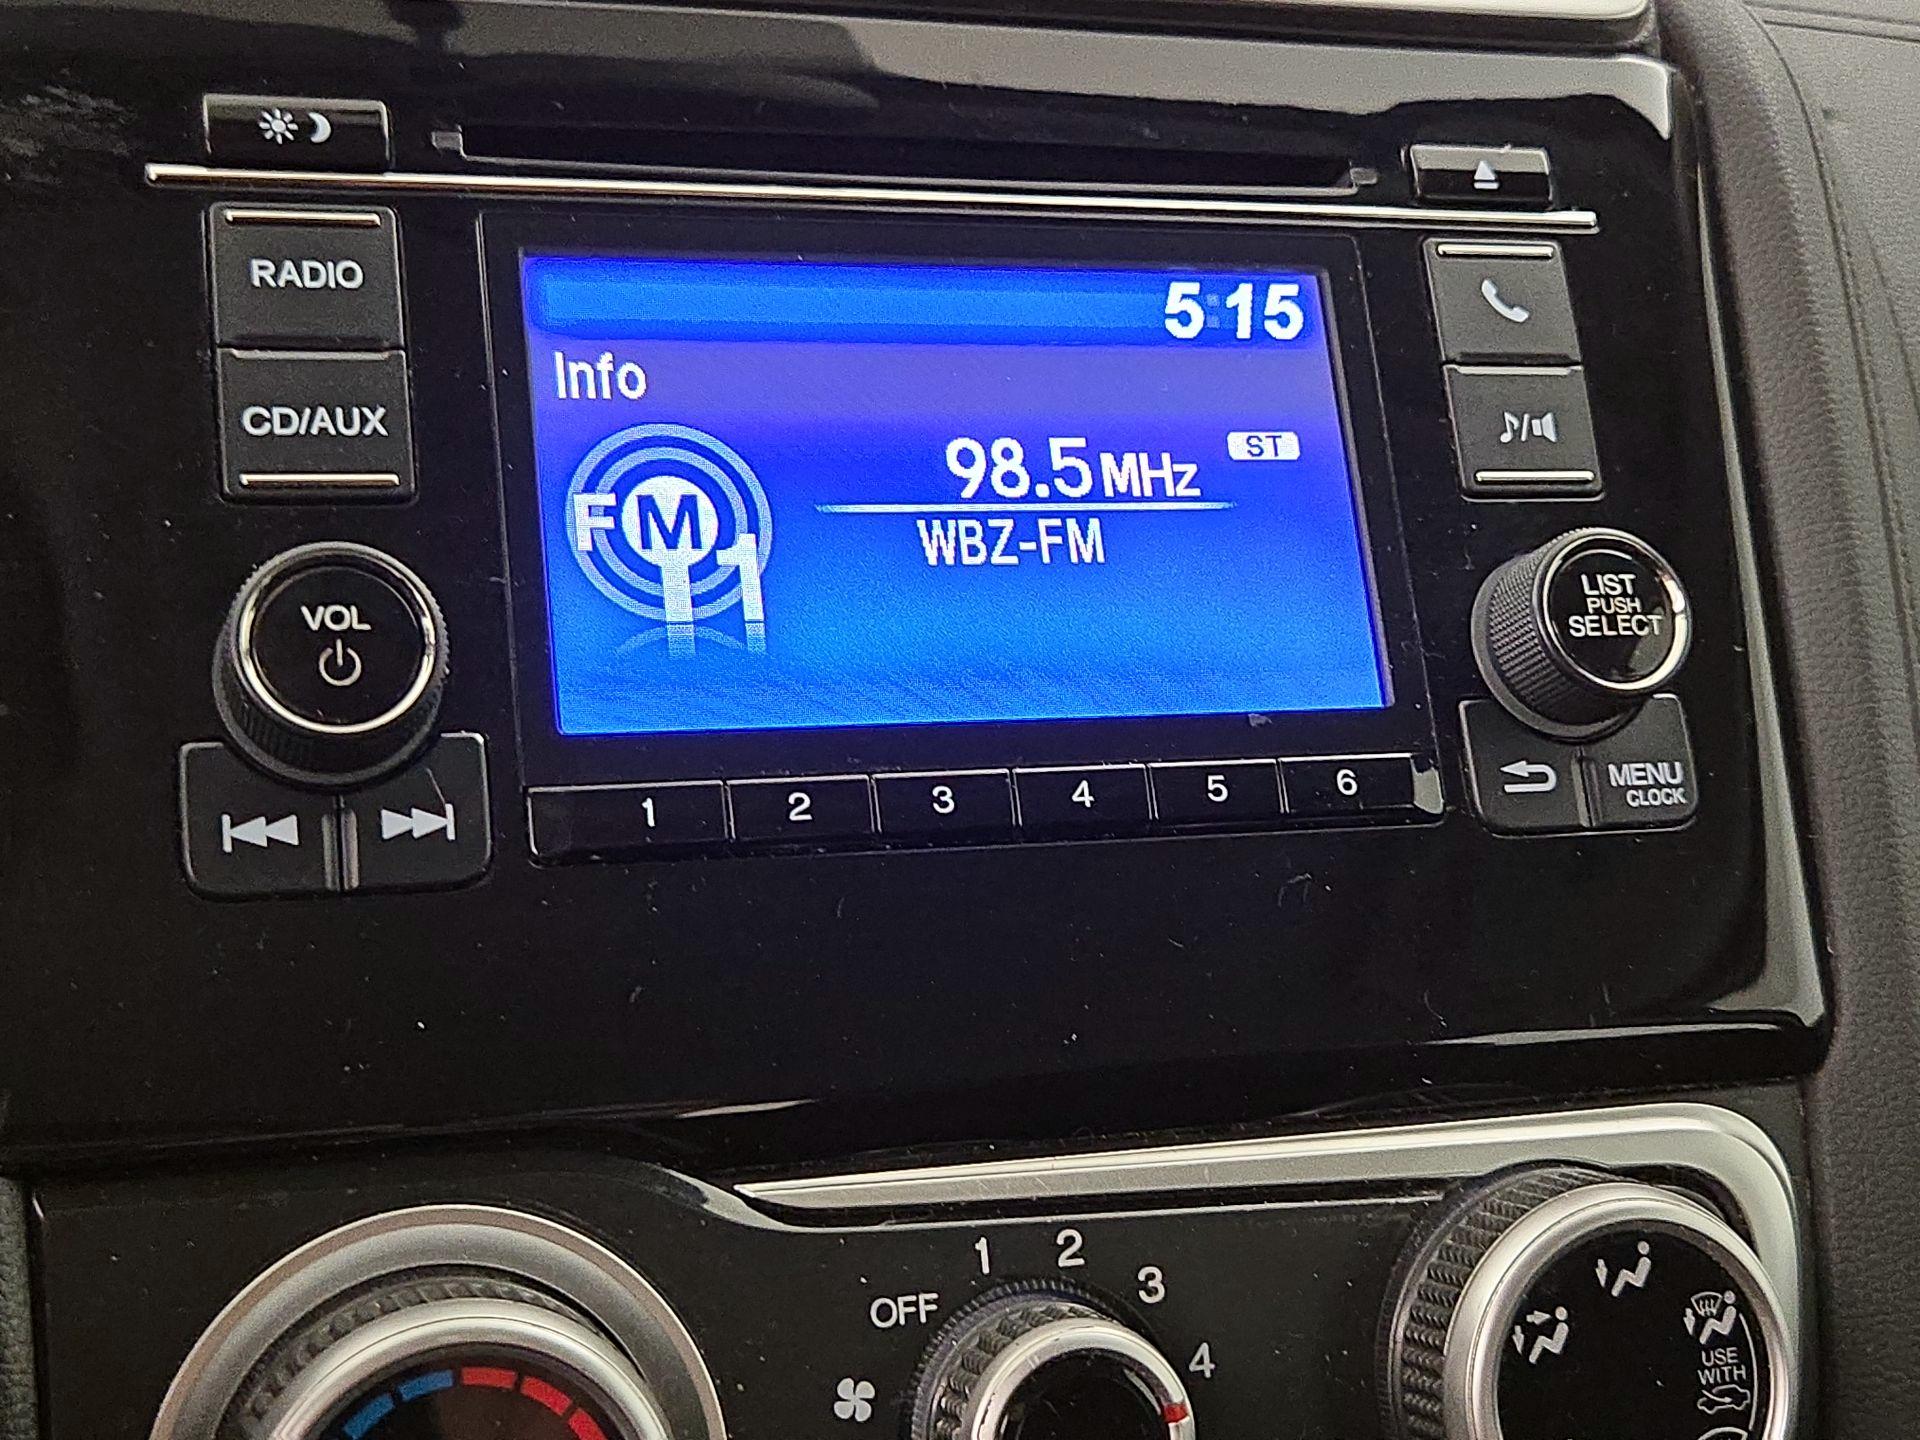 RADIO
CD/AUX
5:15
Info
98.5 MHz
ST
FM
1
WBZ-FM
VOL
LIST
PUSH
SELECT
MENU
CLOCK
1 2 3 4 5 6
OFF 1 2 3 4
USE
WITH